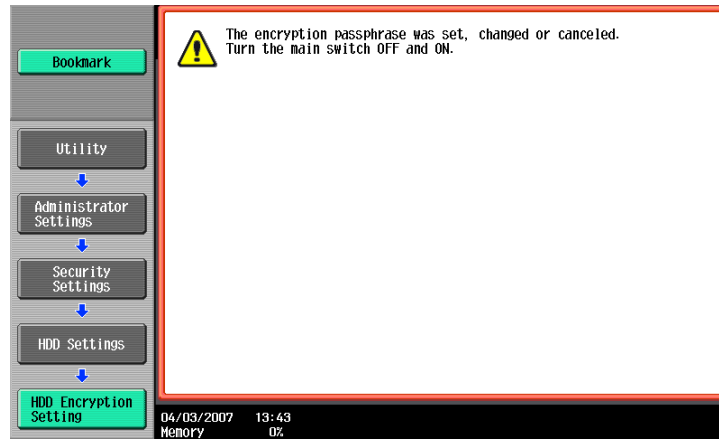 Bookmark
Utility
Administrator
Settings
Security
Settings
HDD Settings
HDD Encryption
Setting
The encryption passphrase was set, changed or canceled.
Turn the main switch OFF and ON.
04/03/2007 13:43
Memory 0%